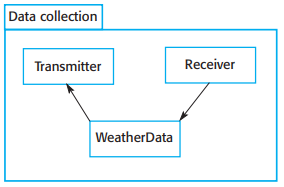 Data collection
Transmitter
Receiver
WeatherData